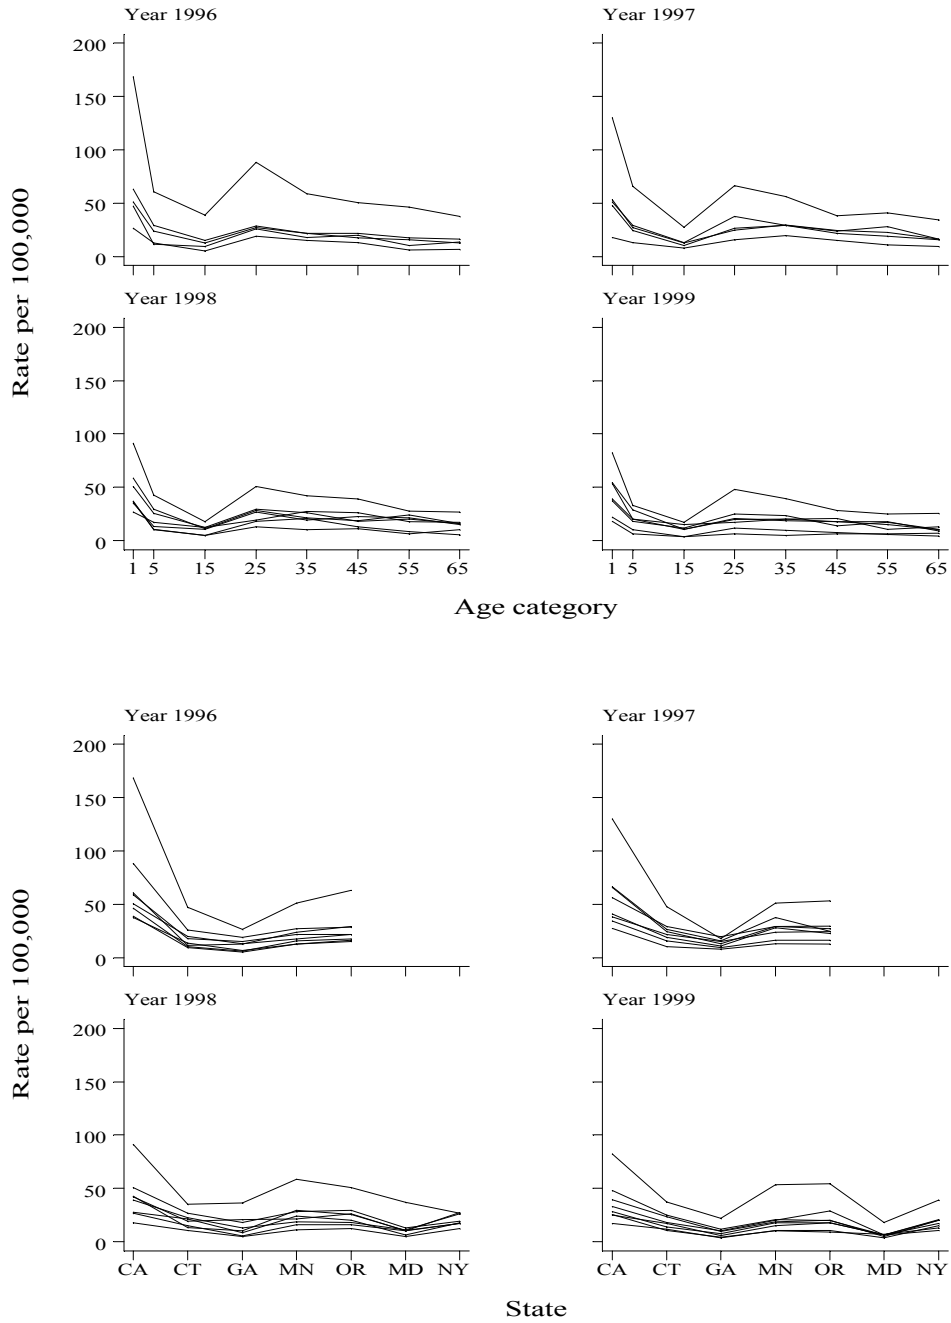 Year 1996
Year 1997
200
150
100
50
0
Rate per 100,000
Year 1998
Year 1999
200
150
100
50
0
1 5 15 25 35 45 55 65
1 5 15 25 35 45 55 65
Age category
Year 1996
Year 1997
200
150
100
50
0
Rate per 100,000
Year 1998
Year 1999
200
150
100
50
0
CA CT GA MN OR MD NY
CA CT GA MN OR MD NY
State